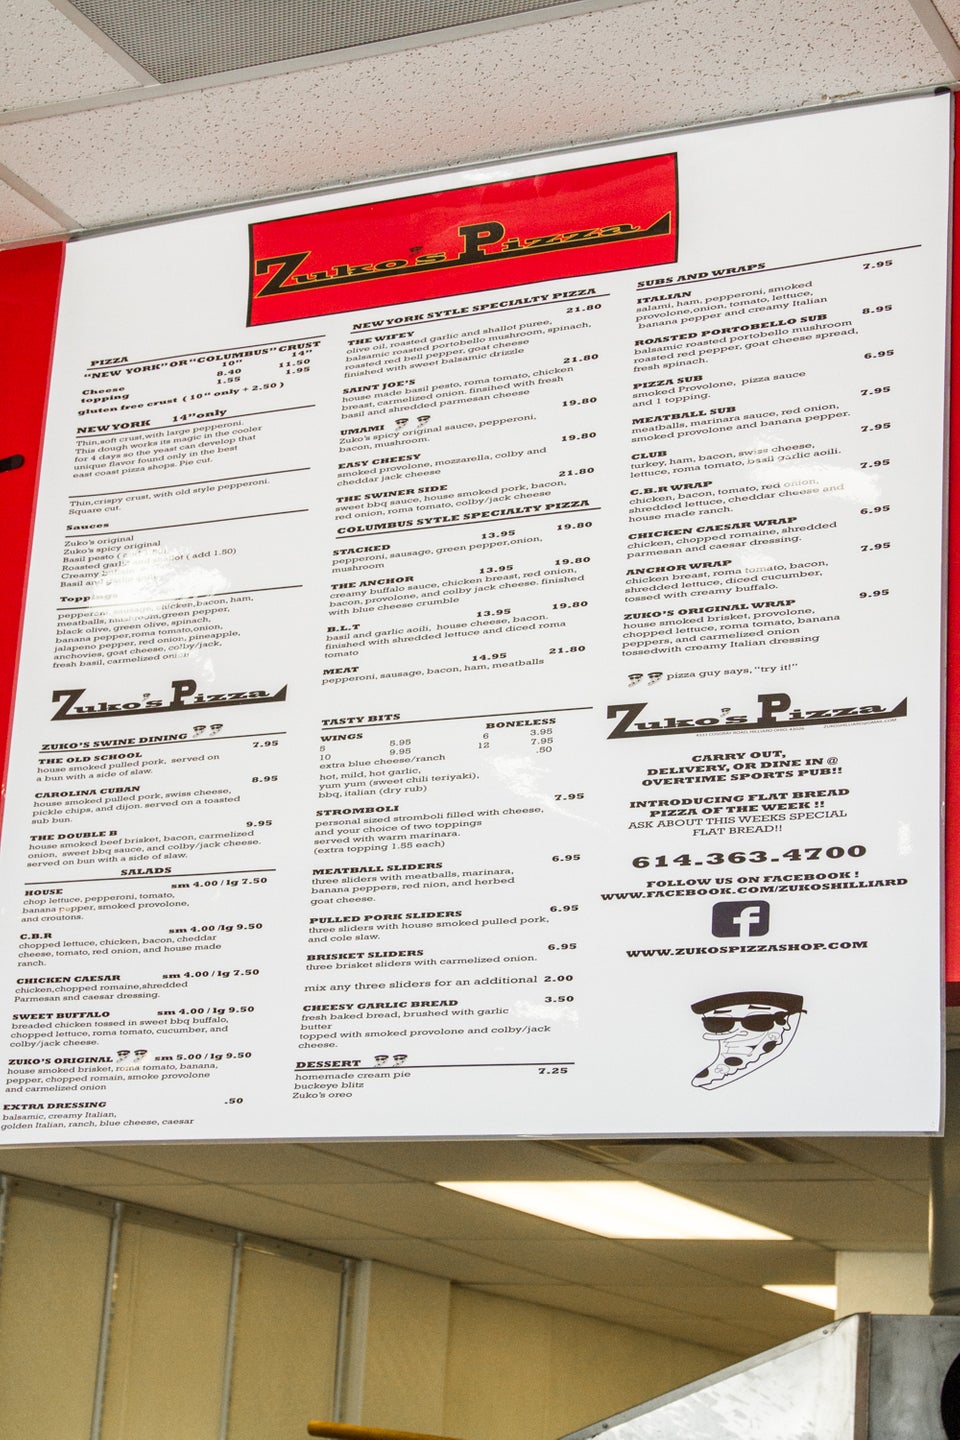 Zuko's Pizza
PIZZA
"NEW YORK" OR "COLUMBUS" CRUST
10" 14"
Cheese 8.40 11.50
topping 1.55 1.95
gluten free crust ( 10" only + 2.50 )
NEW YORK 14"only
Thin,soft crust,with large pepperoni.
This dough works its magic in the cooler
for 4 days so the yeast can develop that
unique flavor found only in the best
east coast pizza shops. Pie cut.
Thin,crispy crust, with old style pepperoni.
Square cut.
Sauces
Zuko's original
Zuko's spicy original
Basil pesto (
Roasted garlic and shallot ( add 1.50)
Creamy
Basil and
Toppings
pepperoni, sausage, chicken,bacon, ham,
meatballs, mushroom,green pepper,
black olive, green olive, spinach,
banana pepper,roma tomato,onion,
jalapeno pepper, red onion, pineapple,
anchovies, goat cheese, colby/jack,
fresh basil, carmelized onion
Zuko's Pizza
ZUKO'S SWINE DINING
THE OLD SCHOOL 7.95
house smoked pulled pork, served on
a bun with a side of slaw.
CAROLINA CUBAN 8.95
house smoked pulled pork, swiss cheese,
pickle chips, and dijon. served on a toasted
sub bun.
THE DOUBLE B 9.95
house smoked beef brisket, bacon, carmelized
onion, sweet bbq sauce, and colby/jack cheese.
served on bun with a side of slaw.
SALADS
HOUSE sm 4.00 / lg 7.50
chop lettuce, pepperoni, tomato,
banana pepper, smoked provolone,
and croutons.
C.B.R sm 4.00 /lg 9.50
chopped lettuce, chicken, bacon, cheddar
cheese, tomato, red onion, and house made
ranch.
CHICKEN CAESAR sm 4.00 / lg 7.50
chicken,chopped romaine,shredded
Parmesan snd caesar dressing.
SWEET BUFFALO sm 4.00 / lg 9.50
breaded chicken tossed in sweet bbq buffalo,
chopped lettuce, roma tomato, cucumber, and
colby/jack cheese.
ZUKO'S ORIGINAL sm 5.00 / lg 9.50
house smoked brisket, roma tomato, banana,
pepper, chopped romain, smoke provolone
and carmelized onion
EXTRA DRESSING .50
balsamic, creamy Italian,
golden Italian, ranch, blue cheese, caesar
NEW YORK SYTLE SPECIALTY PIZZA
THE WIFEY 21.80
olive oil, roasted garlic and shallot puree,
balsamic roasted portobello mushroom, spinach,
roasted red bell pepper, goat cheese
finished with sweet balsamic drizzle
SAINT JOE'S 21.80
house made basil pesto, roma tomato, chicken
breast, carmelized onion. finsihed with fresh
basil and shredded parmesan cheese
UMAMI 19.80
Zuko's spicy original sauce, pepperoni,
bacon, mushroom.
EASY CHEESY 19.80
smoked provolone, mozzarella, colby and
cheddar jack cheese
THE SWINER SIDE 21.80
sweet bbq sauce, house smoked pork, bacon,
red onion, roma tomato, colby/jack cheese
COLUMBUS SYTLE SPECIALTY PIZZA
STACKED 13.95 19.80
pepperoni, sausage, green pepper,onion,
mushroom
THE ANCHOR 13.95 19.80
creamy buffalo sauce, chicken breast, red onion,
bacon, provolone, and colby jack cheese. finished
with blue cheese crumble
B.L.T 13.95 19.80
basil and garlic aoili, house cheese, bacon,
finished with shredded lettuce and diced roma
tomato
MEAT 14.95 21.80
pepperoni, sausage, bacon, ham, meatballs
TASTY BITS
WINGS BONELESS
5 5.95 6 3.95
10 9.95 12 7.95
extra blue cheese/ranch .50
hot, mild, hot garlic,
yum yum (sweet chili teriyaki),
bbq, italian (dry rub)
STROMBOLI 7.95
personal sized stromboli filled with cheese,
and your choice of two toppings
served with warm marinara.
(extra topping 1.55 each)
MEATBALL SLIDERS 6.95
three sliders with meatballs, marinara,
banana peppers, red nion, and herbed
goat cheese.
PULLED PORK SLIDERS 6.95
three sliders with house smoked pulled pork,
and cole slaw.
BRISKET SLIDERS 6.95
three brisket sliders with carmelized onion.
mix any three sliders for an additional 2.00
CHEESY GARLIC BREAD 3.50
fresh baked bread, brushed with garlic
butter
topped with smoked provolone and colby/jack
cheese.
DESSERT
homemade cream pie 7.25
buckeye blitz
Zuko's oreo
SUBS AND WRAPS
ITALIAN 7.95
salami, ham, pepperoni, smoked
provolone,onion, tomato, lettuce,
banana pepper and creamy Italian
ROASTED PORTOBELLO SUB 8.95
balsamic roasted portobello mushroom
roasted red pepper, goat cheese spread,
fresh spinach.
PIZZA SUB 6.95
smoked Provolone, pizza sauce
and 1 topping.
MEATBALL SUB 7.95
meatballs, marinara sauce, red onion,
smoked provolone and banana pepper.
CLUB 7.95
turkey, ham, bacon, swiss cheese,
lettuce, roma tomato, basil garlic aoili.
C.B.R WRAP 7.95
chicken, bacon, tomato, red onion,
shredded lettuce, cheddar cheese and
house made ranch.
CHICKEN CAESAR WRAP 6.95
chicken, chopped romaine, shredded
parmesan and caesar dressing.
ANCHOR WRAP 7.95
chicken breast, roma tomato, bacon,
shredded lettuce, diced cucumber,
tossed with creamy buffalo.
ZUKO'S ORIGINAL WRAP 9.95
house smoked brisket, provolone,
chopped lettuce, roma tomato, banana
peppers, and carmelized onion
tossedwith creamy Italian dressing
pizza guy says, "try it!"
Zuko's Pizza
CARRY OUT,
DELIVERY, OR DINE IN @
OVERTIME SPORTS PUB!!
INTRODUCING FLAT BREAD
PIZZA OF THE WEEK !!
ASK ABOUT THIS WEEKS SPECIAL
FLAT BREAD!!
614.363.4700
FOLLOW US ON FACEBOOK !
WWW.FACEBOOK.COM/ZUKOSHILLIARD
f
WWW.ZUKOSPIZZASHOP.COM